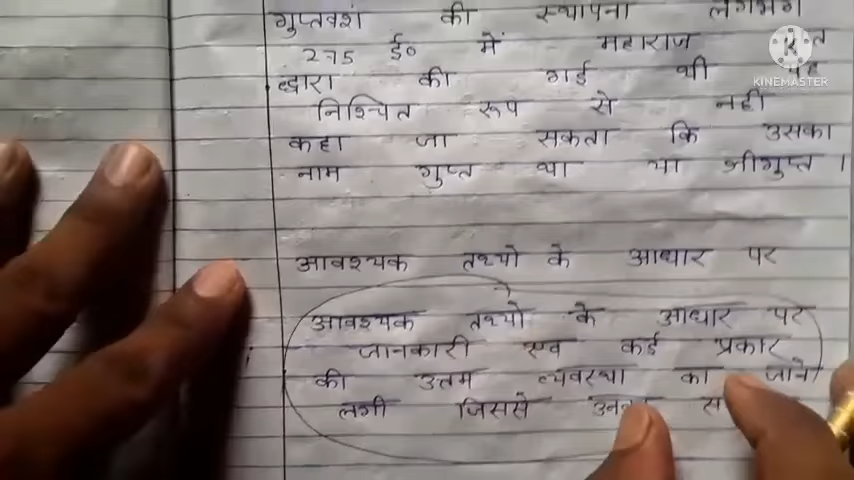 गुप्तवंश की स्थापना लगभग
275 ई० में महाराज
द्वारा की गई थी
निश्चित रूप से नही
कहा जा सकता कि उसका
नाम गुप्त था या श्रीगुप्त ।
आवश्यक तथ्यो के आधार पर
आवश्यक तथ्यो के आधार पर
जानकारी एव कई प्रकार
की उत्तम व्यवस्था का जाने
लगी जिससे
KINEMASTER